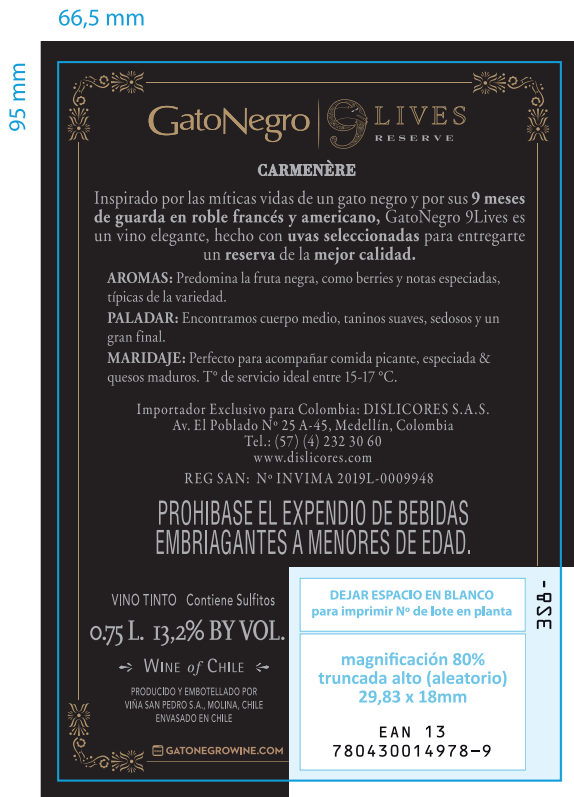 66,5 mm
95 mm
GatoNegro 9 LIVES
RESERVE
CARMENÈRE
Inspirado por las míticas vidas de un gato negro y por sus 9 meses
de guarda en roble francés y americano, GatoNegro 9Lives es
un vino elegante, hecho con uvas seleccionadas para entregarte
un reserva de la mejor calidad.
AROMAS: Predomina la fruta negra, como berries y notas especiadas,
típicas de la variedad.
PALADAR: Encontramos cuerpo medio, taninos suaves, sedosos y un
gran final.
MARIDAJE: Perfecto para acompañar comida picante, especiada &
quesos maduros. T° de servicio ideal entre 15-17 °C.
Importador Exclusivo para Colombia: DISLICORES S.A.S.
Av. El Poblado Nº 25 A-45, Medellín, Colombia
Tel.: (57) (4) 232 30 60
www.dislicores.com
REG SAN: Nº INVIMA 2019L-0009948
PROHIBASE EL EXPENDIO DE BEBIDAS
EMBRIAGANTES A MENORES DE EDAD.
VINO TINTO Contiene Sulfitos
0.75 L. 13,2% BY VOL.
WINE of CHILE
PRODUCIDO Y EMBOTELLADO POR
VIÑA SAN PEDRO S.A., MOLINA, CHILE
ENVASADO EN CHILE
GATONEGROWINE.COM
DEJAR ESPACIO EN BLANCO
para imprimir Nº de lote en planta
magnificación 80%
truncada alto (aleatorio)
29,83 x 18mm
EAN 13
780430014978-9